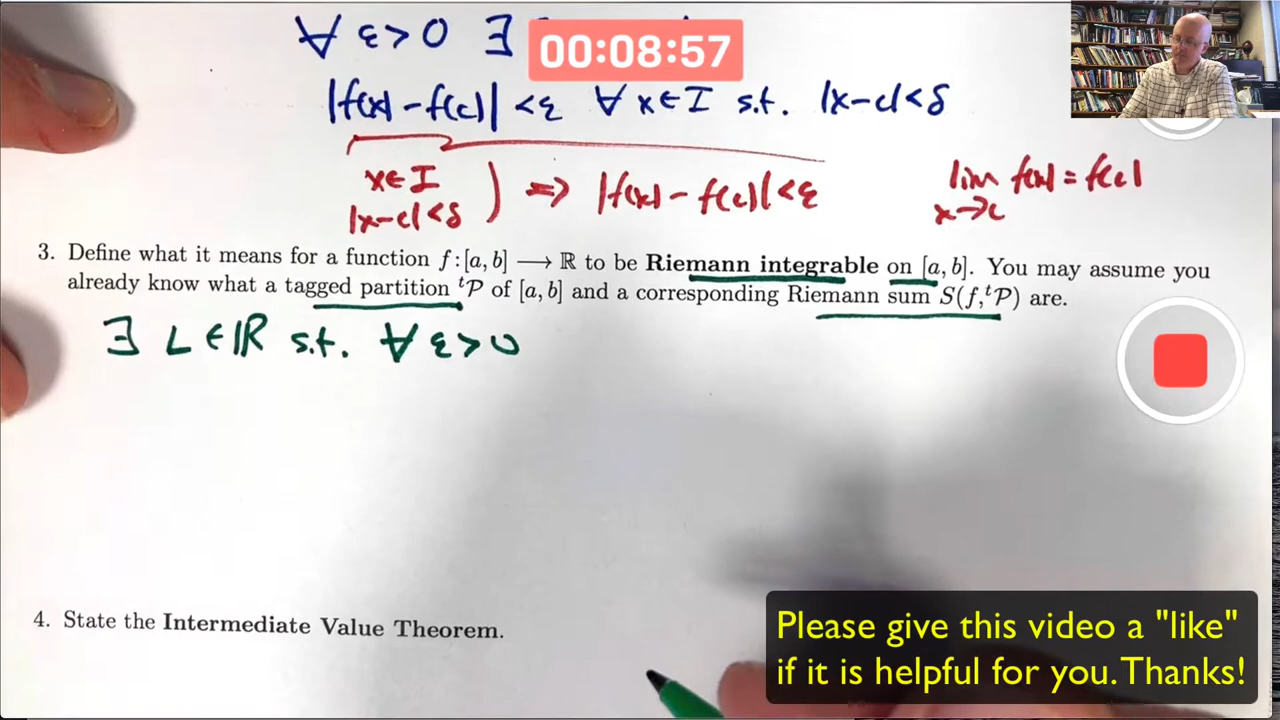 ∀ ε>0 ∃
00:08:57
|f(x)-f(c)| <ε ∀ x∈I s.t. |x-c|<δ
x∈I
|x-c|<δ ) ⇒ |f(x)-f(c)|<ε
lim f(x) = f(c)
x→c
3. Define what it means for a function f:[a,b] ⟶ ℝ to be Riemann integrable on [a,b]. You may assume you
already know what a tagged partition ᵗP of [a,b] and a corresponding Riemann sum S(f,ᵗP) are.
∃ L∈ℝ s.t. ∀ ε>0
4. State the Intermediate Value Theorem.
Please give this video a "like"
if it is helpful for you. Thanks!